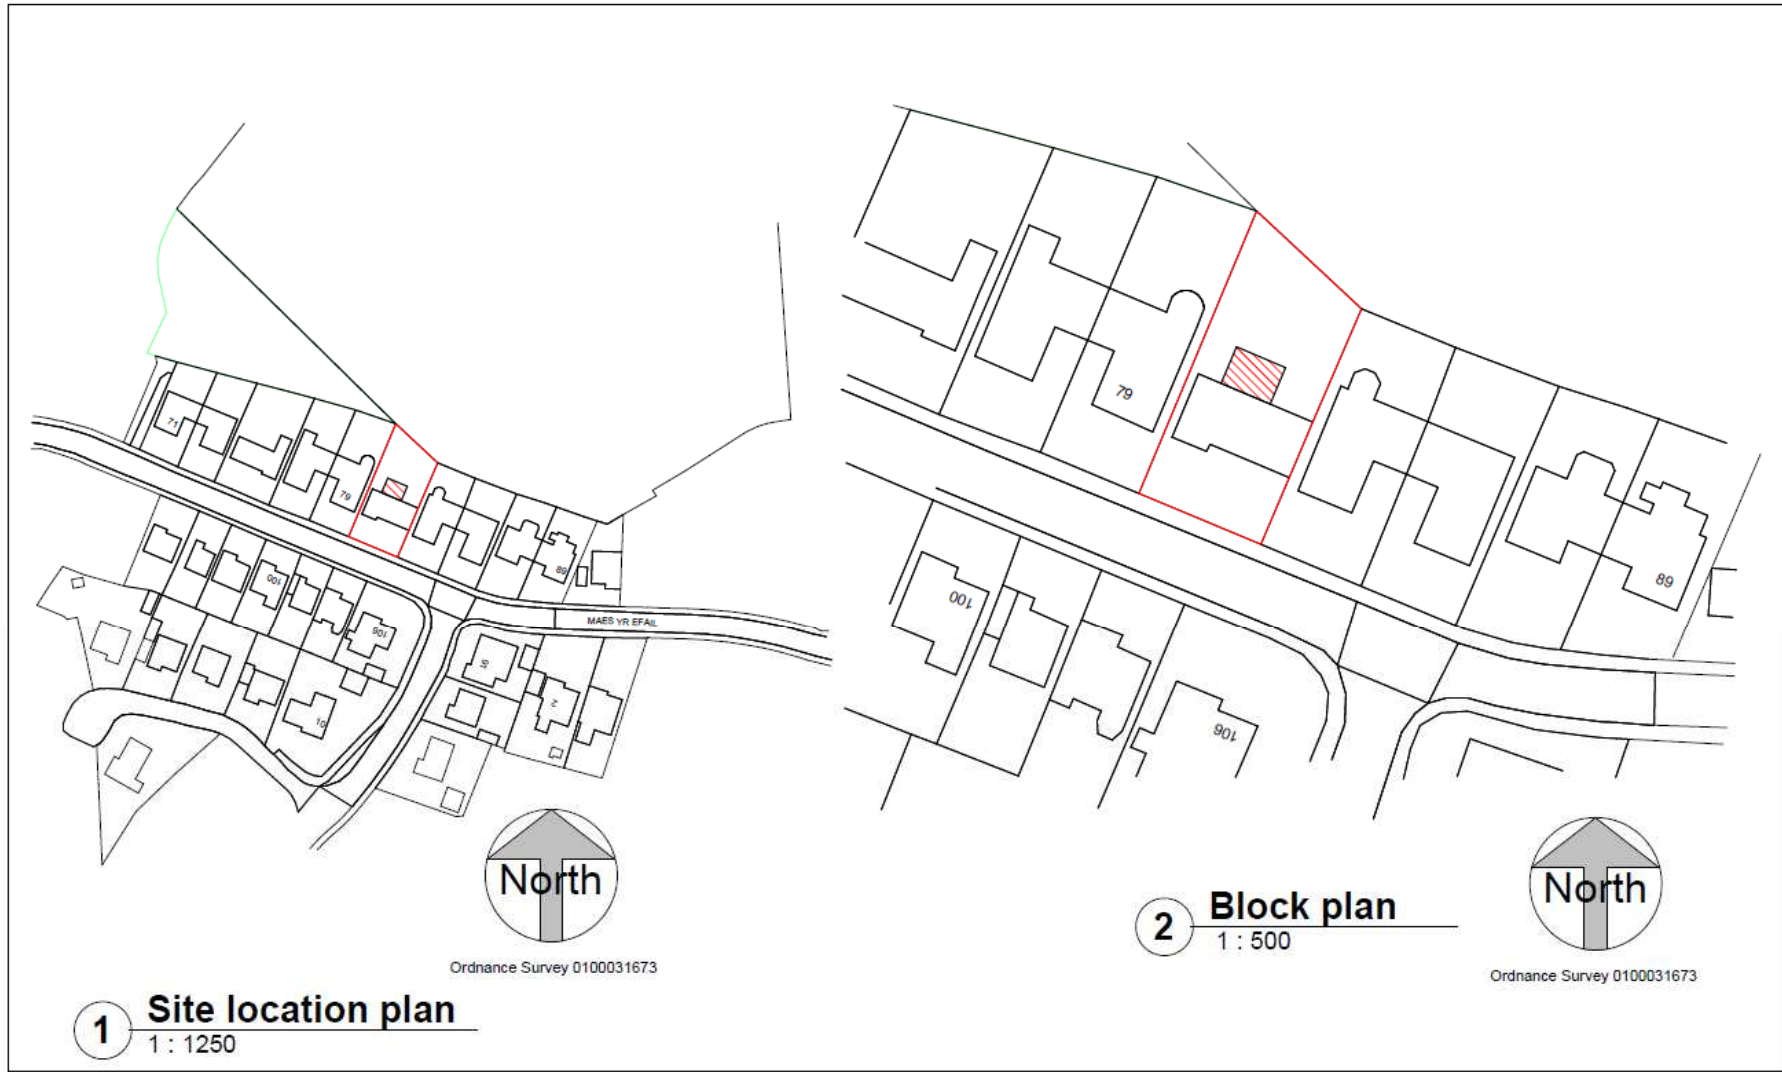 71
79
89
100
106
MAES YR EFAIL
10
2
North
Ordnance Survey 0100031673
1 Site location plan
1 : 1250
79
89
100
106
North
Ordnance Survey 0100031673
2 Block plan
1 : 500